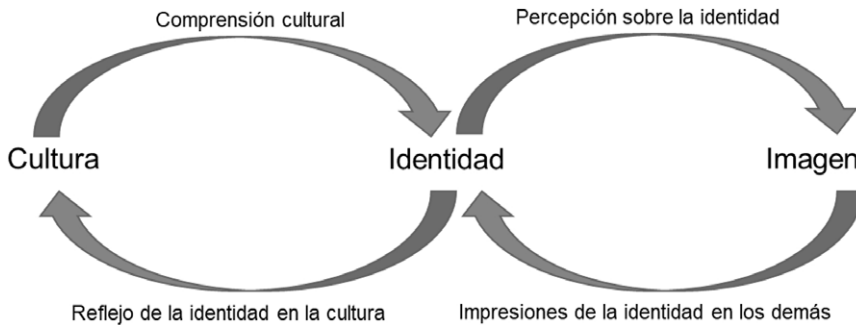 Comprensión cultural
Percepción sobre la identidad
Cultura
Identidad
Imagen
Reflejo de la identidad en la cultura
Impresiones de la identidad en los demás